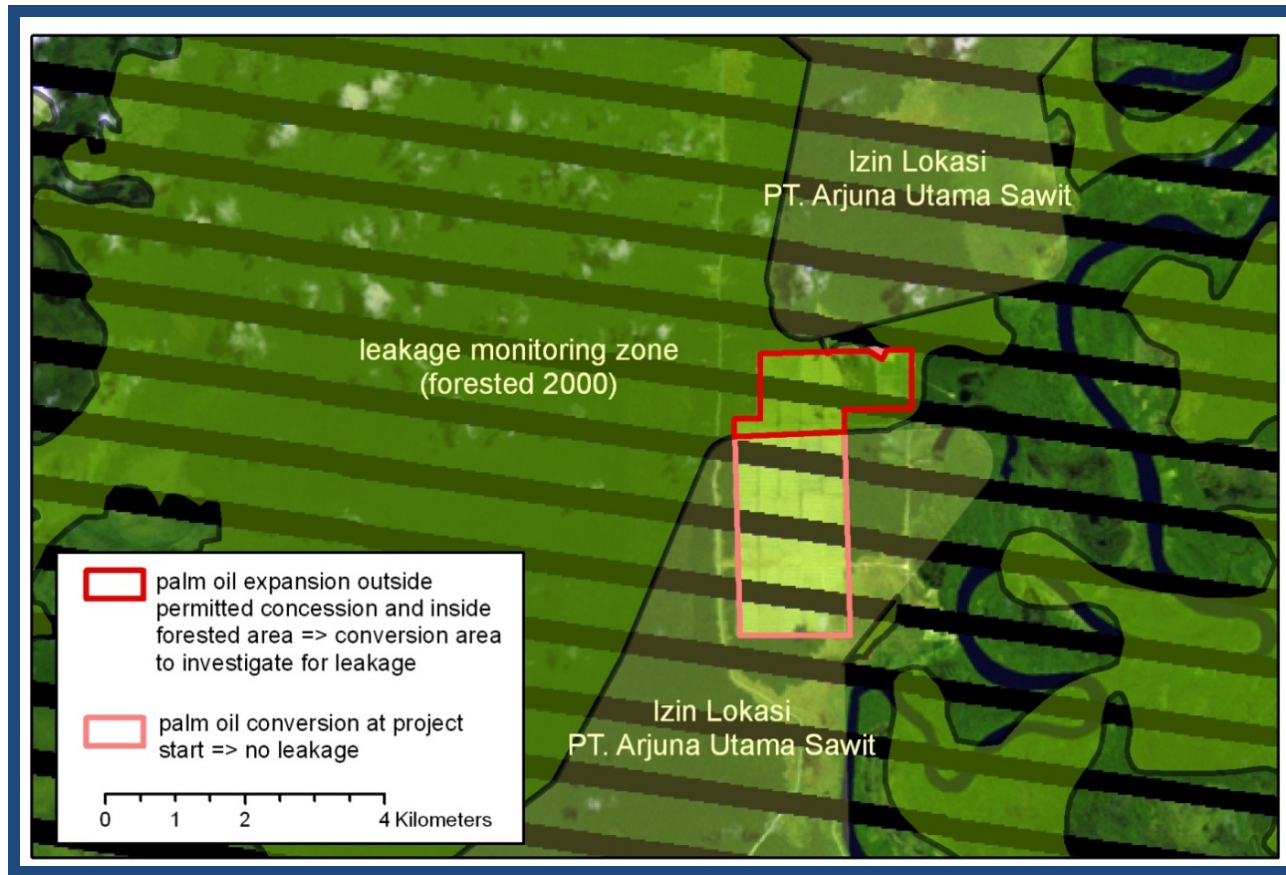 Izin Lokasi
PT. Arjuna Utama Sawit
leakage monitoring zone
(forested 2000)
palm oil expansion outside
permitted concession and inside
forested area => conversion area
to investigate for leakage
palm oil conversion at project
start => no leakage
0 1 2 4 Kilometers
Izin Lokasi
PT. Arjuna Utama Sawit